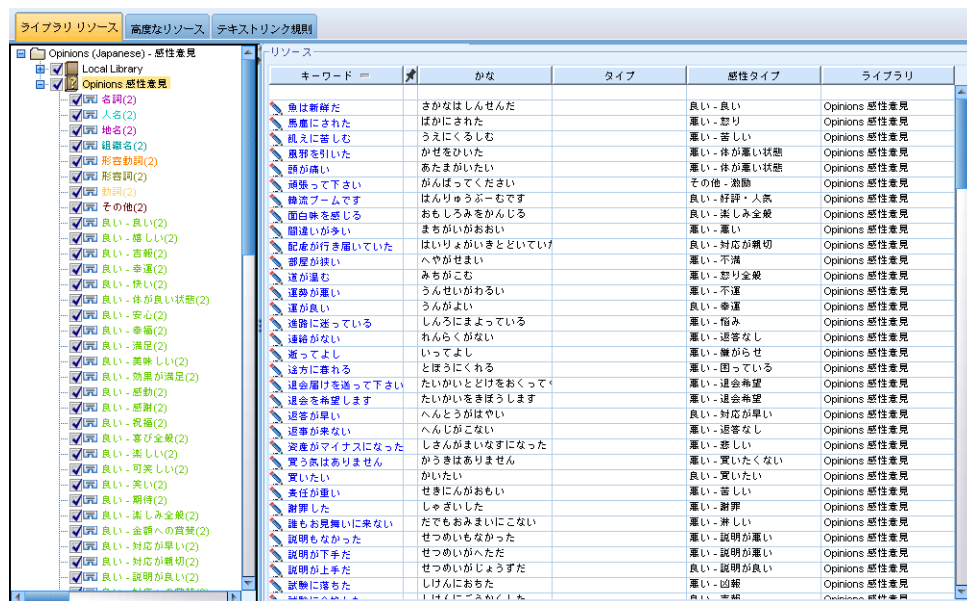 ライブラリ リソース 高度なリソース テキストリンク規則
Opinions (Japanese) - 感性意見
Local Library
Opinions 感性意見
名詞(2)
人名(2)
地名(2)
組織名(2)
形容動詞(2)
形容詞(2)
動詞(2)
その他(2)
良い - 良い(2)
良い - 嬉しい(2)
良い - 吉報(2)
良い - 幸運(2)
良い - 快い(2)
良い - 体が良い状態(2)
良い - 安心(2)
良い - 幸福(2)
良い - 満足(2)
良い - 美味しい(2)
良い - 効果が満足(2)
良い - 感動(2)
良い - 感謝(2)
良い - 祝福(2)
良い - 喜び全般(2)
良い - 楽しい(2)
良い - 可笑しい(2)
良い - 笑い(2)
良い - 期待(2)
良い - 楽しみ全般(2)
良い - 金額への賞賛(2)
良い - 対応が早い(2)
良い - 対応が親切(2)
良い - 説明が良い(2)
リソース
キーワード かな タイプ 感性タイプ ライブラリ
魚は新鮮だ さかなはしんせんだ 良い - 良い Opinions 感性意見
馬鹿にされた ばかにされた 悪い - 怒り Opinions 感性意見
飢えに苦しむ うえにくるしむ 悪い - 苦しい Opinions 感性意見
風邪を引いた かぜをひいた 悪い - 体が悪い状態 Opinions 感性意見
頭が痛い あたまがいたい 悪い - 体が悪い状態 Opinions 感性意見
頑張って下さい がんばってください その他 - 激励 Opinions 感性意見
韓流ブームです はんりゅうぶーむです 良い - 好評・人気 Opinions 感性意見
面白味を感じる おもしろみをかんじる 良い - 楽しみ全般 Opinions 感性意見
間違いが多い まちがいがおおい 悪い - 悪い Opinions 感性意見
配慮が行き届いていた はいりょがいきとどいていた 良い - 対応が親切 Opinions 感性意見
部屋が狭い へやがせまい 悪い - 不満 Opinions 感性意見
道が混む みちがこむ 悪い - 怒り全般 Opinions 感性意見
運勢が悪い うんせいがわるい 悪い - 不運 Opinions 感性意見
運が良い うんがよい 良い - 幸運 Opinions 感性意見
進路に迷っている しんろにまよっている 悪い - 悩み Opinions 感性意見
連絡がない れんらくがない 悪い - 返答なし Opinions 感性意見
逝ってよし いってよし 悪い - 嫌がらせ Opinions 感性意見
途方に暮れる とほうにくれる 悪い - 困っている Opinions 感性意見
退会届けを送って下さい たいかいとどけをおくって 悪い - 退会希望 Opinions 感性意見
退会を希望します たいかいをきぼうします 悪い - 退会希望 Opinions 感性意見
返答が早い へんとうがはやい 良い - 対応が早い Opinions 感性意見
返事が来ない へんじがこない 悪い - 返答なし Opinions 感性意見
資産がマイナスになった しさんがまいなすになった 悪い - 悲しい Opinions 感性意見
買う気はありません かうきはありません 悪い - 買いたくない Opinions 感性意見
買いたい かいたい 良い - 買いたい Opinions 感性意見
責任が重い せきにんがおもい 悪い - 苦しい Opinions 感性意見
謝罪した しゃざいした 悪い - 謝罪 Opinions 感性意見
誰もお見舞いに来ない だでもおみまいにこない 悪い - 淋しい Opinions 感性意見
説明もなかった せつめいもなかった 悪い - 説明が悪い Opinions 感性意見
説明が下手だ せつめいがへただ 悪い - 説明が悪い Opinions 感性意見
説明が上手だ せつめいがじょうずだ 良い - 説明が良い Opinions 感性意見
試験に落ちた しけんにおちた 悪い - 凶報 Opinions 感性意見